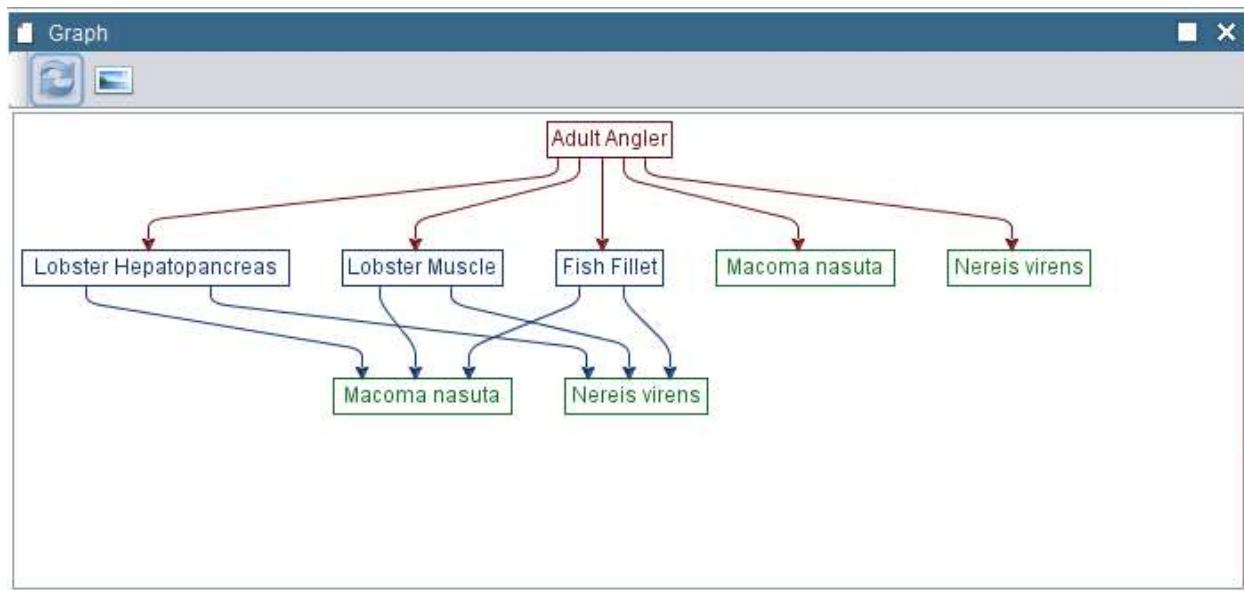 Graph
Adult Angler
Lobster Hepatopancreas
Lobster Muscle
Fish Fillet
Macoma nasuta
Nereis virens
Macoma nasuta
Nereis virens